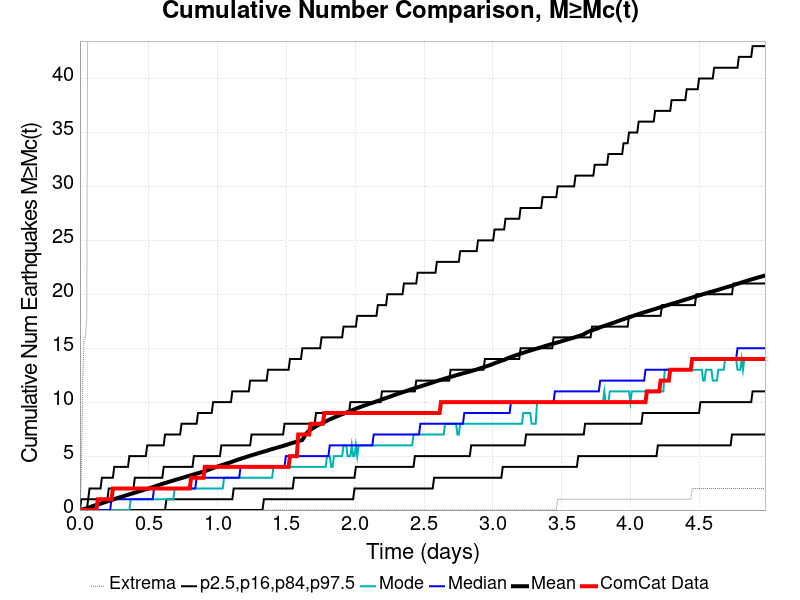 Cumulative Number Comparison, M≥Mc(t)
Cumulative Num Earthquakes M≥Mc(t)
40
35
30
25
20
15
10
5
0
0.0 0.5 1.0 1.5 2.0 2.5 3.0 3.5 4.0 4.5
Time (days)
Extrema p2.5,p16,p84,p97.5 Mode Median Mean ComCat Data